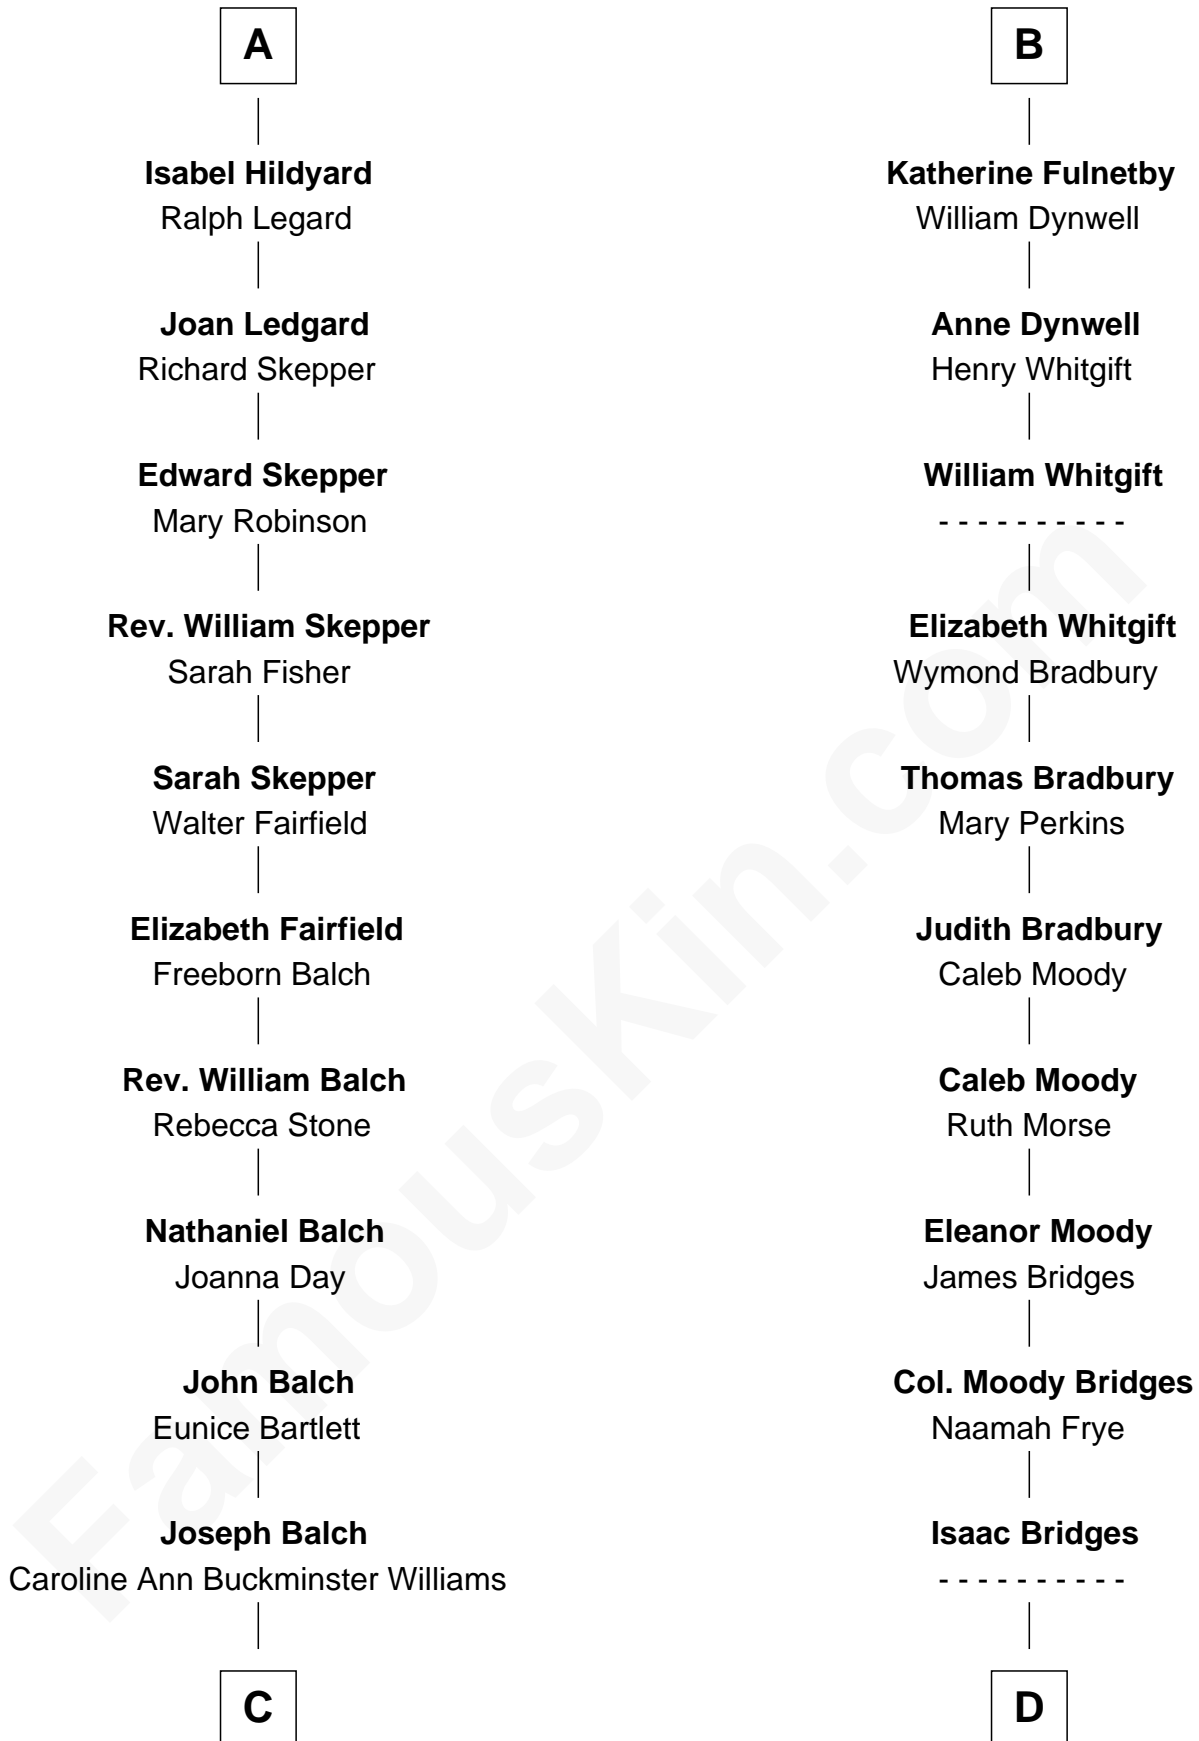 A
Isabel Hildyard
Ralph Legard
Joan Ledgard
Richard Skepper
Edward Skepper
Mary Robinson
Rev. William Skepper
Sarah Fisher
Sarah Skepper
Walter Fairfield
Elizabeth Fairfield
Freeborn Balch
Rev. William Balch
Rebecca Stone
Nathaniel Balch
Joanna Day
John Balch
Eunice Bartlett
Joseph Balch
Caroline Ann Buckminster Williams
C
B
Katherine Fulnetby
William Dynwell
Anne Dynwell
Henry Whitgift
William Whitgift
- - - - - - - - - -
Elizabeth Whitgift
Wymond Bradbury
Thomas Bradbury
Mary Perkins
Judith Bradbury
Caleb Moody
Caleb Moody
Ruth Morse
Eleanor Moody
James Bridges
Col. Moody Bridges
Naamah Frye
Isaac Bridges
- - - - - - - - - -
D
FamousKin.com